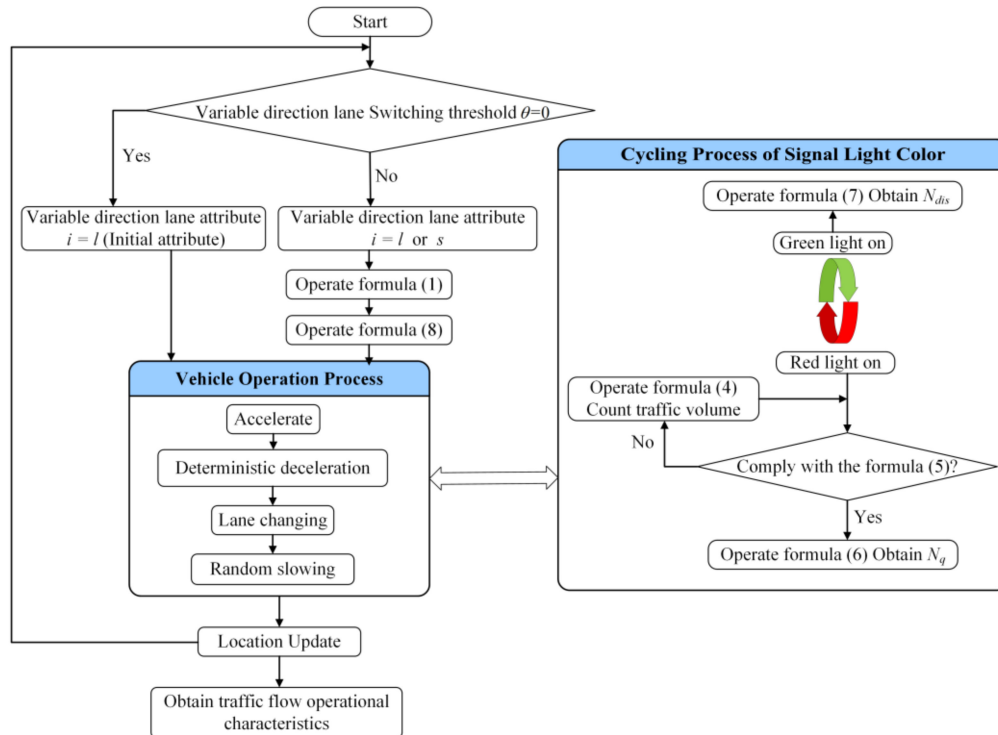 Start
Variable direction lane Switching threshold θ=0
Yes
No
Variable direction lane attribute
i = l (Initial attribute)
Variable direction lane attribute
i = l or s
Operate formula (1)
Operate formula (8)
Vehicle Operation Process
Accelerate
Deterministic deceleration
Lane changing
Random slowing
Location Update
Obtain traffic flow operational
characteristics
Cycling Process of Signal Light Color
Operate formula (7) Obtain N_dis
Green light on
Red light on
Operate formula (4)
Count traffic volume
No
Comply with the formula (5)?
Yes
Operate formula (6) Obtain N_q